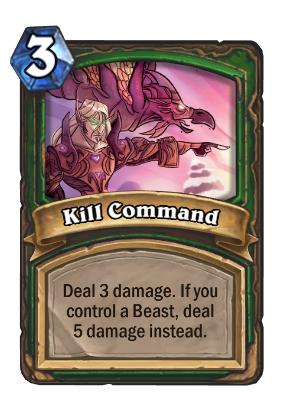 3
Kill Command
Deal 3 damage. If you
control a Beast, deal
5 damage instead.